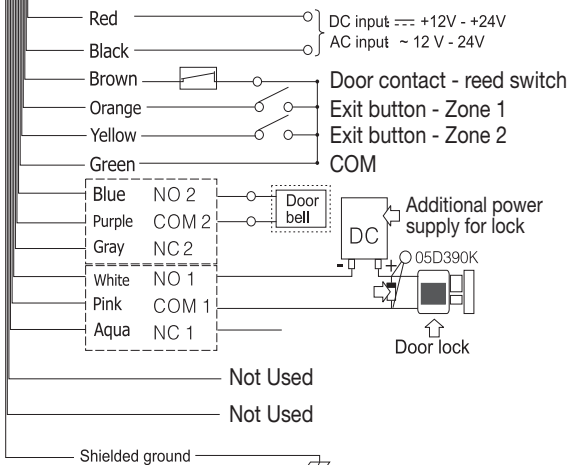 Red
DC input ⎓ +12V - +24V
AC input ~ 12 V - 24V
Black
Brown
Door contact - reed switch
Orange
Exit button - Zone 1
Yellow
Exit button - Zone 2
Green
COM
Blue NO 2
Door bell
Purple COM 2
Gray NC 2
DC
Additional power
supply for lock
- +
05D390K
White NO 1
Pink COM 1
Aqua NC 1
Door lock
Not Used
Not Used
Shielded ground